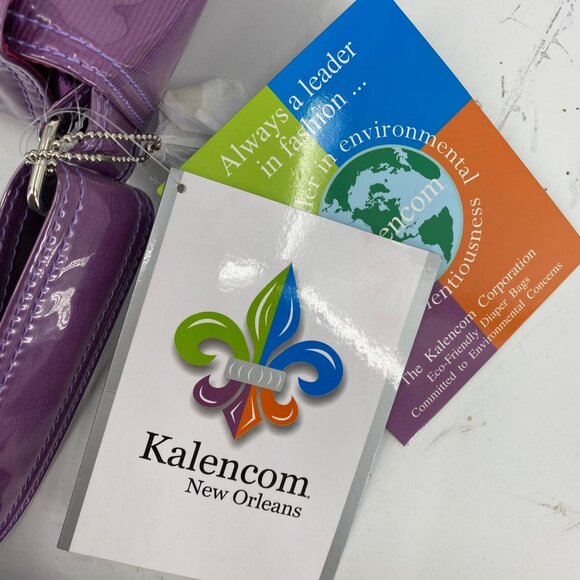 Always a leader
in fashion ...
in environmental
Kalencom
The Kalencom Corporation
Eco-Friendly Diaper Bags
Committed to Environmental Concerns
Kalencom
New Orleans